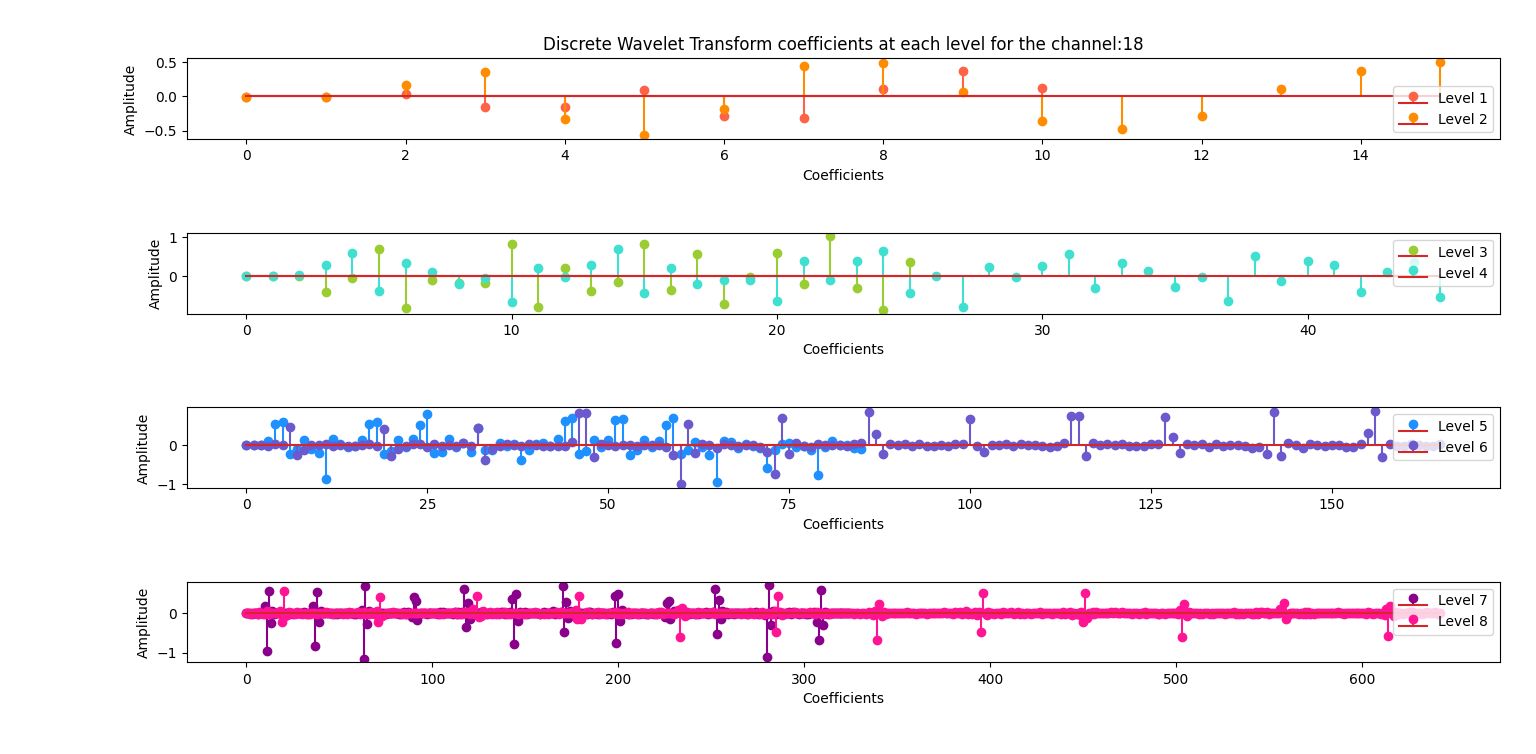 Discrete Wavelet Transform coefficients at each level for the channel:18
Amplitude
0.5
0.0
−0.5
Level 1
Level 2
0 2 4 6 8 10 12 14
Coefficients
Amplitude
1
0
Level 3
Level 4
0 10 20 30 40
Coefficients
Amplitude
0
−1
Level 5
Level 6
0 25 50 75 100 125 150
Coefficients
Amplitude
0
−1
Level 7
Level 8
0 100 200 300 400 500 600
Coefficients